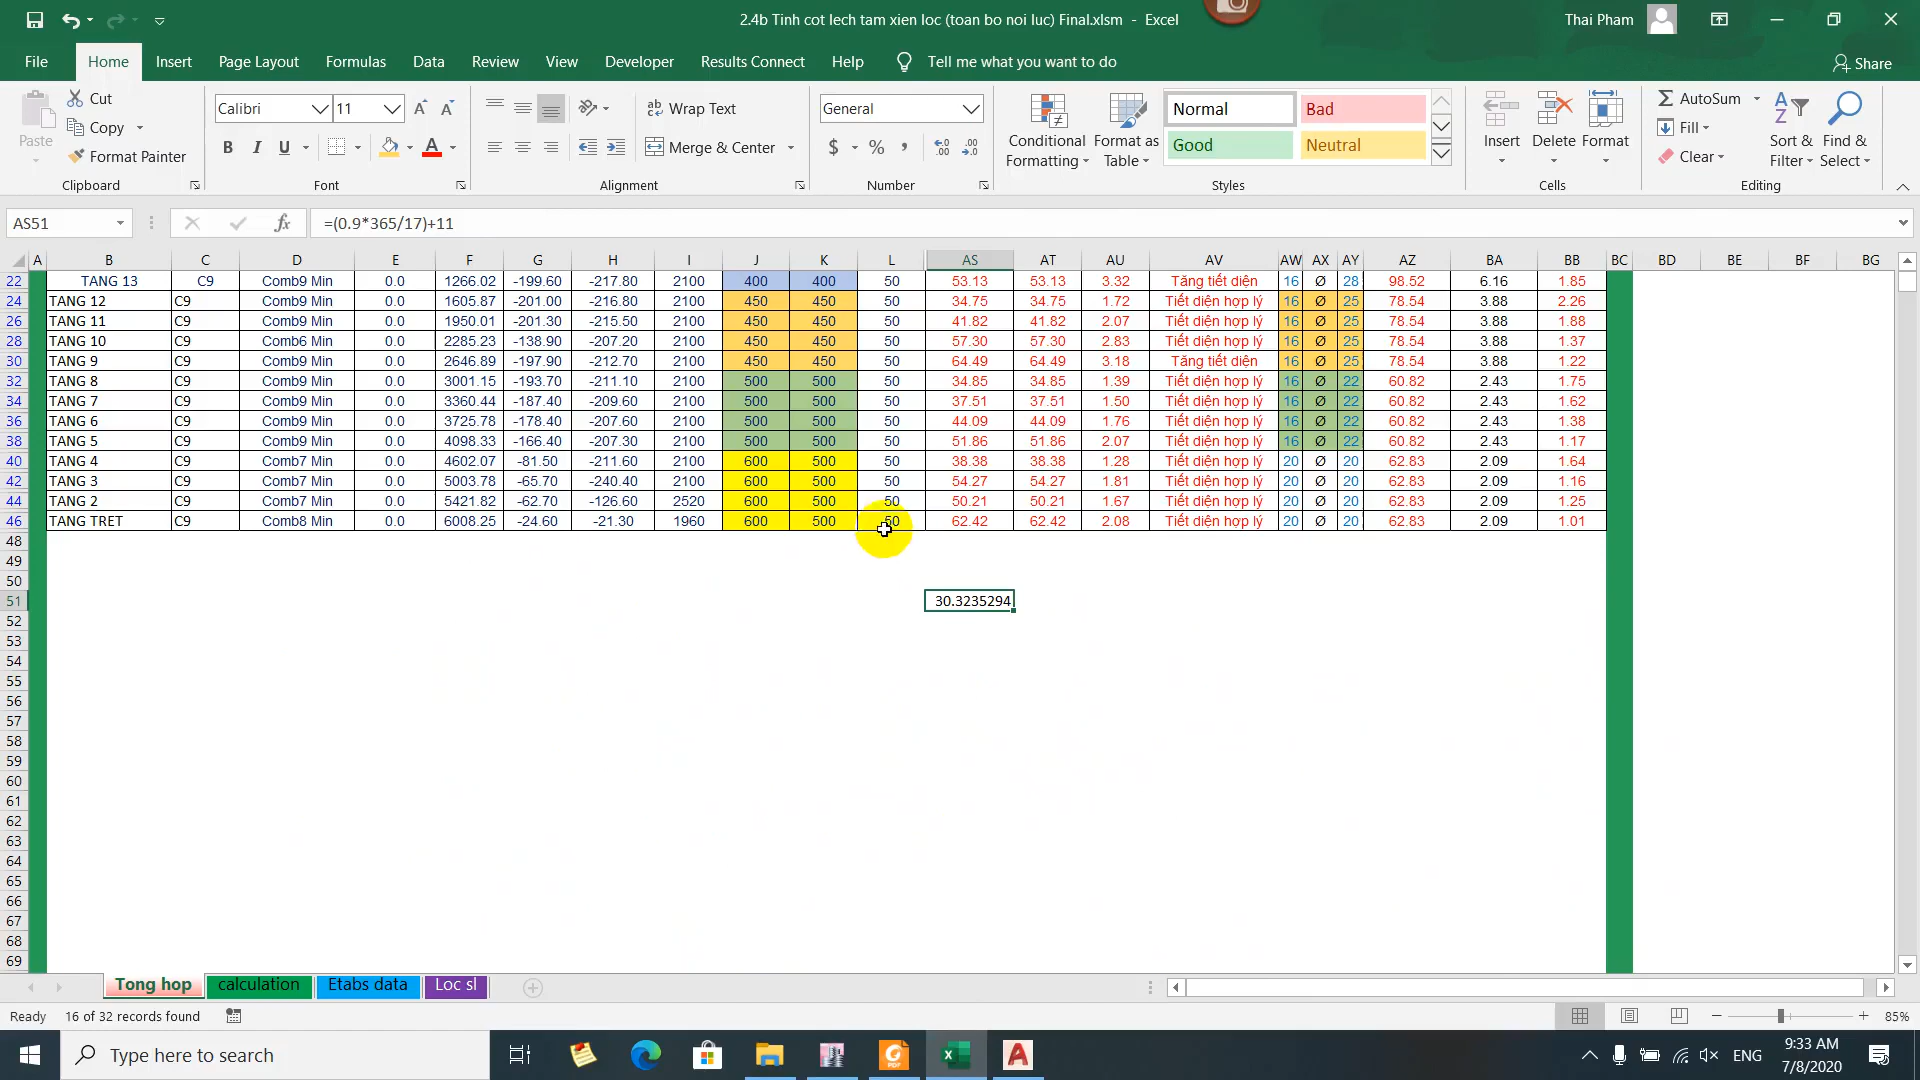 2.4b Tinh cot lech tam xien loc (toan bo noi luc) Final.xlsm - Excel
Thai Pham
File Home Insert Page Layout Formulas Data Review View Developer Results Connect Help Tell me what you want to do Share
Paste Cut Copy Format Painter Clipboard
Calibri 11 B I U A Font
ab Wrap Text Merge & Center Alignment
General $ % , Number
Conditional Formatting Format as Table Normal Bad Good Neutral Styles
Insert Delete Format Cells
AutoSum Fill Clear Sort & Filter Find & Select Editing
AS51 fx =(0.9*365/17)+11
A B C D E F G H I J K L AS AT AU AV AW AX AY AZ BA BB BC BD BE BF BG
22 TANG 13 C9 Comb9 Min 0.0 1266.02 -199.60 -217.80 2100 400 400 50 53.13 53.13 3.32 Tăng tiết diện 16 Ø 28 98.52 6.16 1.85
24 TANG 12 C9 Comb9 Min 0.0 1605.87 -201.00 -216.80 2100 450 450 50 34.75 34.75 1.72 Tiết diện hợp lý 16 Ø 25 78.54 3.88 2.26
26 TANG 11 C9 Comb9 Min 0.0 1950.01 -201.30 -215.50 2100 450 450 50 41.82 41.82 2.07 Tiết diện hợp lý 16 Ø 25 78.54 3.88 1.88
28 TANG 10 C9 Comb6 Min 0.0 2285.23 -138.90 -207.20 2100 450 450 50 57.30 57.30 2.83 Tiết diện hợp lý 16 Ø 25 78.54 3.88 1.37
30 TANG 9 C9 Comb9 Min 0.0 2646.89 -197.90 -212.70 2100 450 450 50 64.49 64.49 3.18 Tăng tiết diện 16 Ø 25 78.54 3.88 1.22
32 TANG 8 C9 Comb9 Min 0.0 3001.15 -193.70 -211.10 2100 500 500 50 34.85 34.85 1.39 Tiết diện hợp lý 16 Ø 22 60.82 2.43 1.75
34 TANG 7 C9 Comb9 Min 0.0 3360.44 -187.40 -209.60 2100 500 500 50 37.51 37.51 1.50 Tiết diện hợp lý 16 Ø 22 60.82 2.43 1.62
36 TANG 6 C9 Comb9 Min 0.0 3725.78 -178.40 -207.60 2100 500 500 50 44.09 44.09 1.76 Tiết diện hợp lý 16 Ø 22 60.82 2.43 1.38
38 TANG 5 C9 Comb9 Min 0.0 4098.33 -166.40 -207.30 2100 500 500 50 51.86 51.86 2.07 Tiết diện hợp lý 16 Ø 22 60.82 2.43 1.17
40 TANG 4 C9 Comb7 Min 0.0 4602.07 -81.50 -211.60 2100 600 500 50 38.38 38.38 1.28 Tiết diện hợp lý 20 Ø 20 62.83 2.09 1.64
42 TANG 3 C9 Comb7 Min 0.0 5003.78 -65.70 -240.40 2100 600 500 50 54.27 54.27 1.81 Tiết diện hợp lý 20 Ø 20 62.83 2.09 1.16
44 TANG 2 C9 Comb7 Min 0.0 5421.82 -62.70 -126.60 2520 600 500 50 50.21 50.21 1.67 Tiết diện hợp lý 20 Ø 20 62.83 2.09 1.25
46 TANG TRET C9 Comb8 Min 0.0 6008.25 -24.60 -21.30 1960 600 500 50 62.42 62.42 2.08 Tiết diện hợp lý 20 Ø 20 62.83 2.09 1.01
48
49
50
51 30.3235294
52
53
54
55
56
57
58
59
60
61
62
63
64
65
66
67
68
69
Tong hop calculation Etabs data Loc sl
Ready 16 of 32 records found 85%
Type here to search
ENG 9:33 AM
7/8/2020